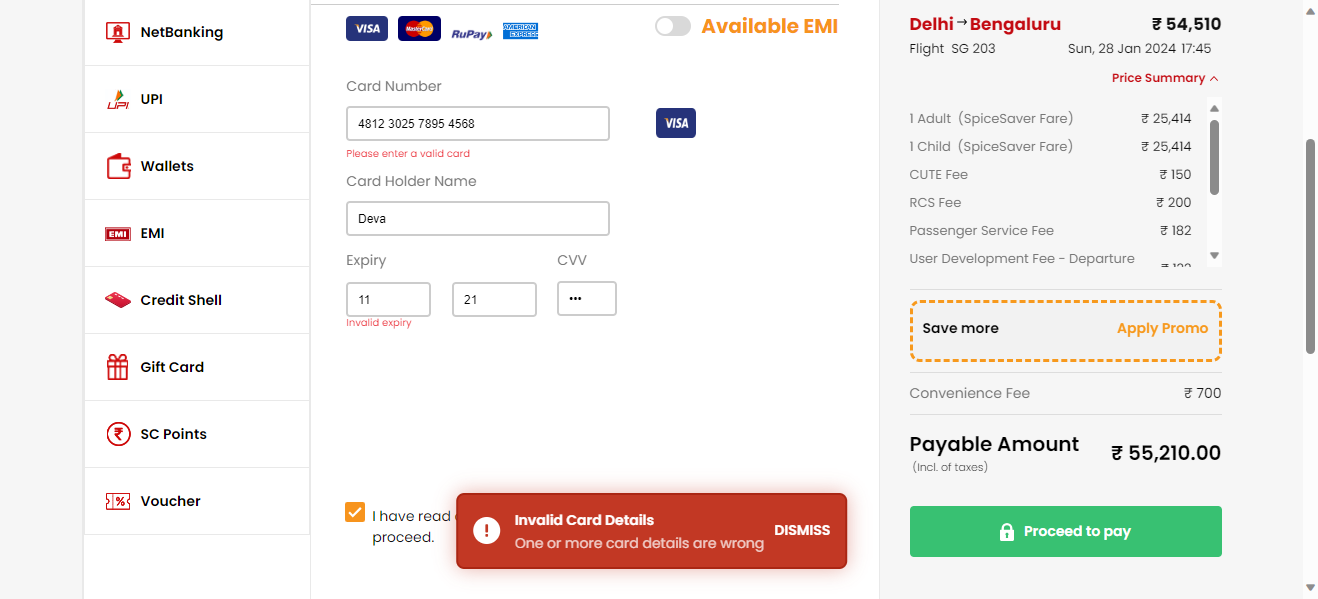 NetBanking
UPI
UPI
Wallets
EMI
EMI
Credit Shell
Gift Card
SC Points
Voucher
VISA
MasterCard
RuPay
AMERICAN
EXPRESS
Available EMI
Card Number
4812 3025 7895 4568
VISA
Please enter a valid card
Card Holder Name
Deva
Expiry
CVV
11
21
•••
Invalid expiry
I have read
proceed.
Invalid Card Details
One or more card details are wrong
DISMISS
Delhi → Bengaluru ₹ 54,510
Flight SG 203 Sun, 28 Jan 2024 17:45
Price Summary
1 Adult (SpiceSaver Fare) ₹ 25,414
1 Child (SpiceSaver Fare) ₹ 25,414
CUTE Fee ₹ 150
RCS Fee ₹ 200
Passenger Service Fee ₹ 182
User Development Fee - Departure
Save more Apply Promo
Convenience Fee ₹ 700
Payable Amount ₹ 55,210.00
(Incl. of taxes)
Proceed to pay